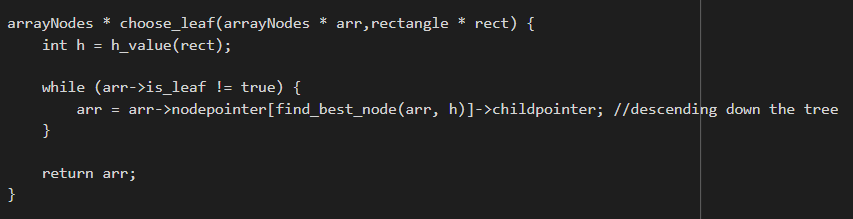 arrayNodes * choose_leaf(arrayNodes * arr,rectangle * rect) {
    int h = h_value(rect);

    while (arr->is_leaf != true) {
        arr = arr->nodepointer[find_best_node(arr, h)]->childpointer; //descending down the tree
    }

    return arr;
}